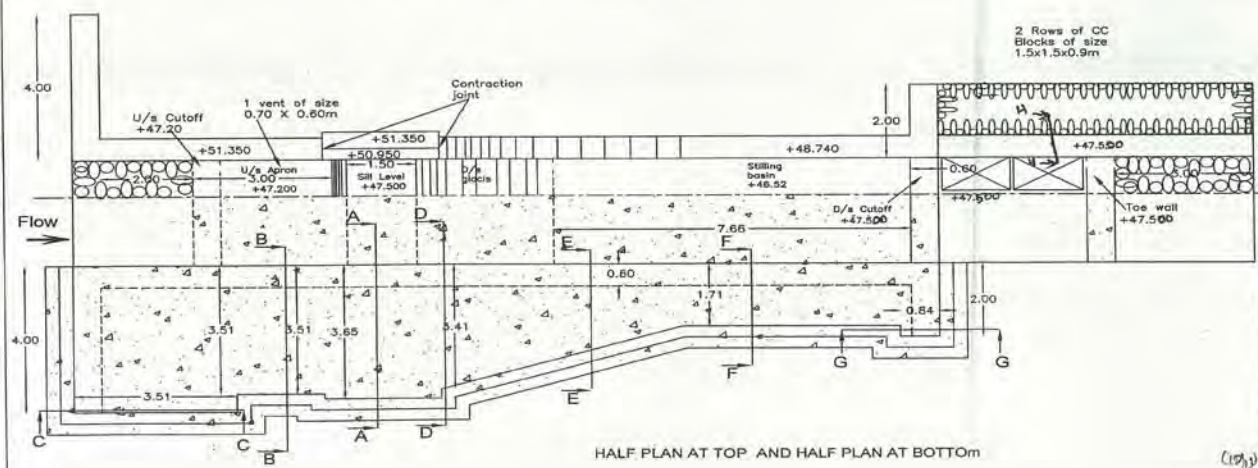 4.00
U/s Cutoff
+47.20
1 vent of size
0.70 X 0.60m
Contraction
joint
2 Rows of CC
Blocks of size
1.5x1.5x0.9m
+51.350
+51.350
+50.950
1.50
2.00
+48.740
H
+47.500
2.00
U/s Apron
3.00
+47.200
Sill Level
+47.500
D/s
glacis
Stilling
basin
+46.52
0.60
+47.500
3.00
D/s Cutoff
+47.500
Toe wall
+47.500
Flow
A
D
B
E
F
7.66
0.60
1.71
2.00
0.84
4.00
3.51
3.51
3.65
3.41
3.51
G
G
F
E
C
C
A
D
B
HALF PLAN AT TOP AND HALF PLAN AT BOTTOm